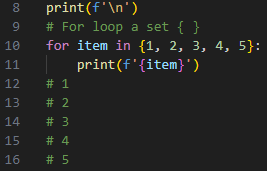 8 print(f'\n')
9 # For loop a set { }
10 for item in {1, 2, 3, 4, 5}:
11     print(f'{item}')
12 # 1
13 # 2
14 # 3
15 # 4
16 # 5